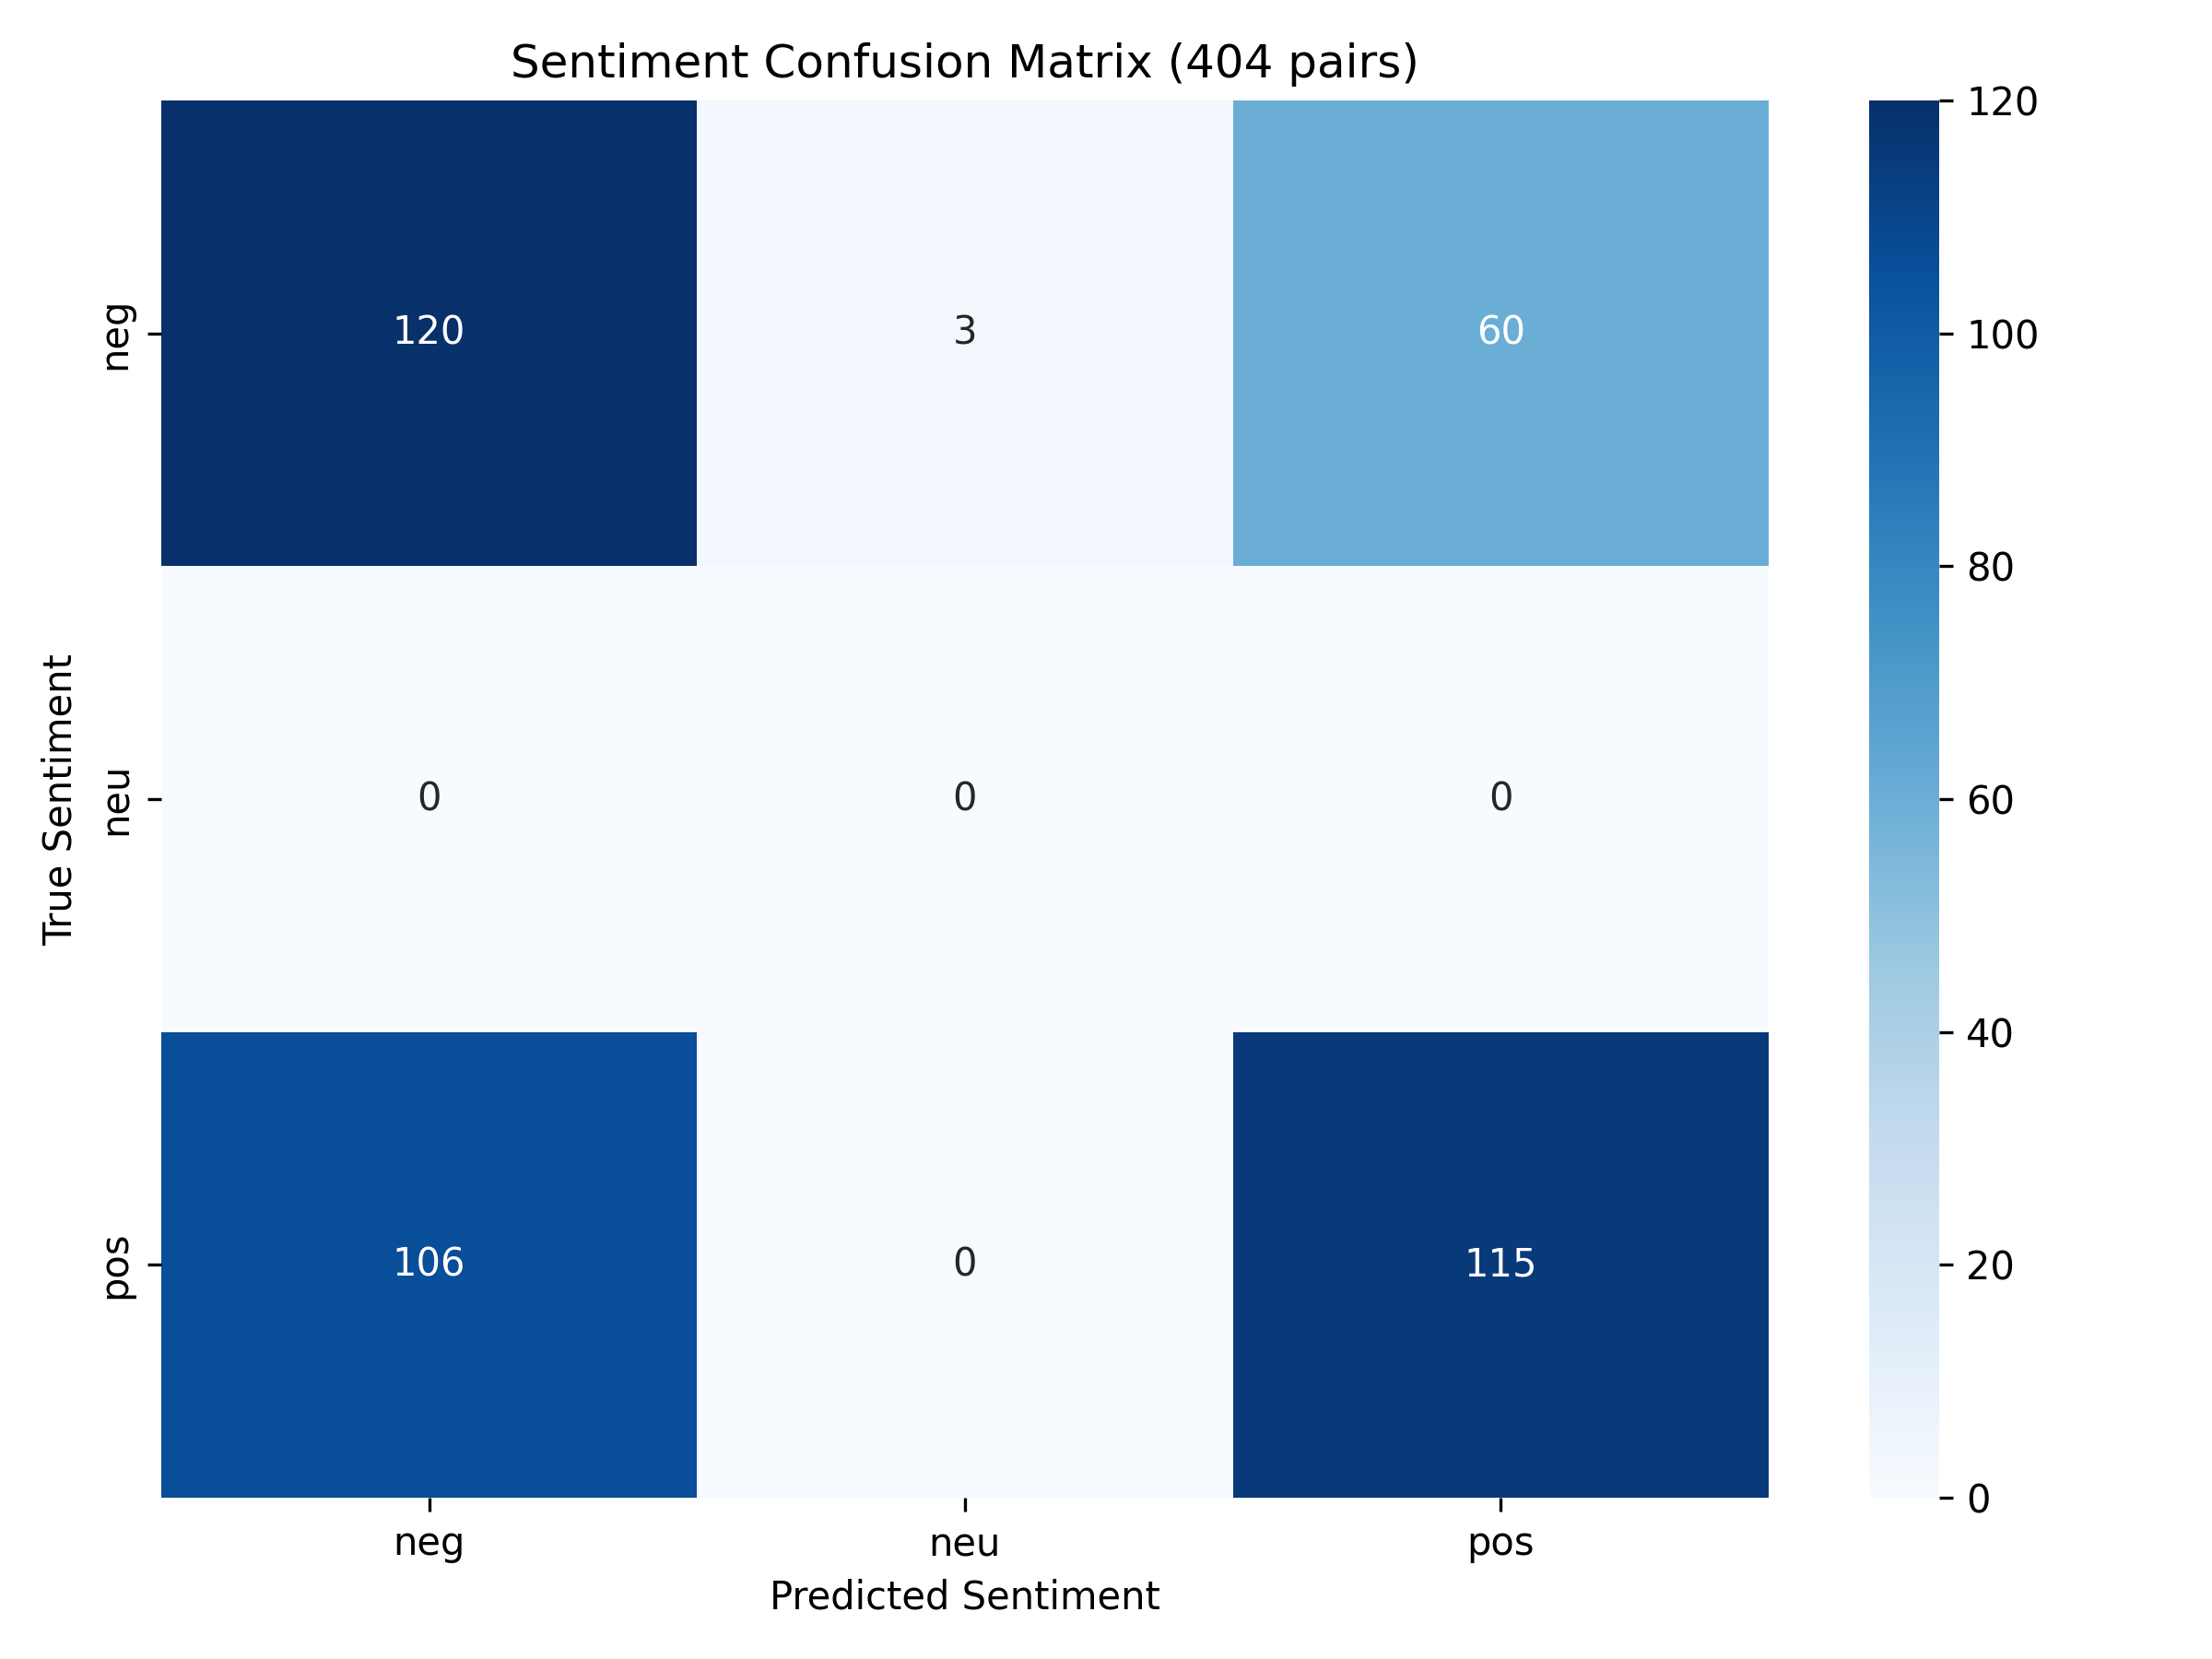 Sentiment Confusion Matrix (404 pairs)
120
100
80
60
40
20
0
True Sentiment
neg
120 3 60
neu
0 0 0
pos
106 0 115
neg neu pos
Predicted Sentiment